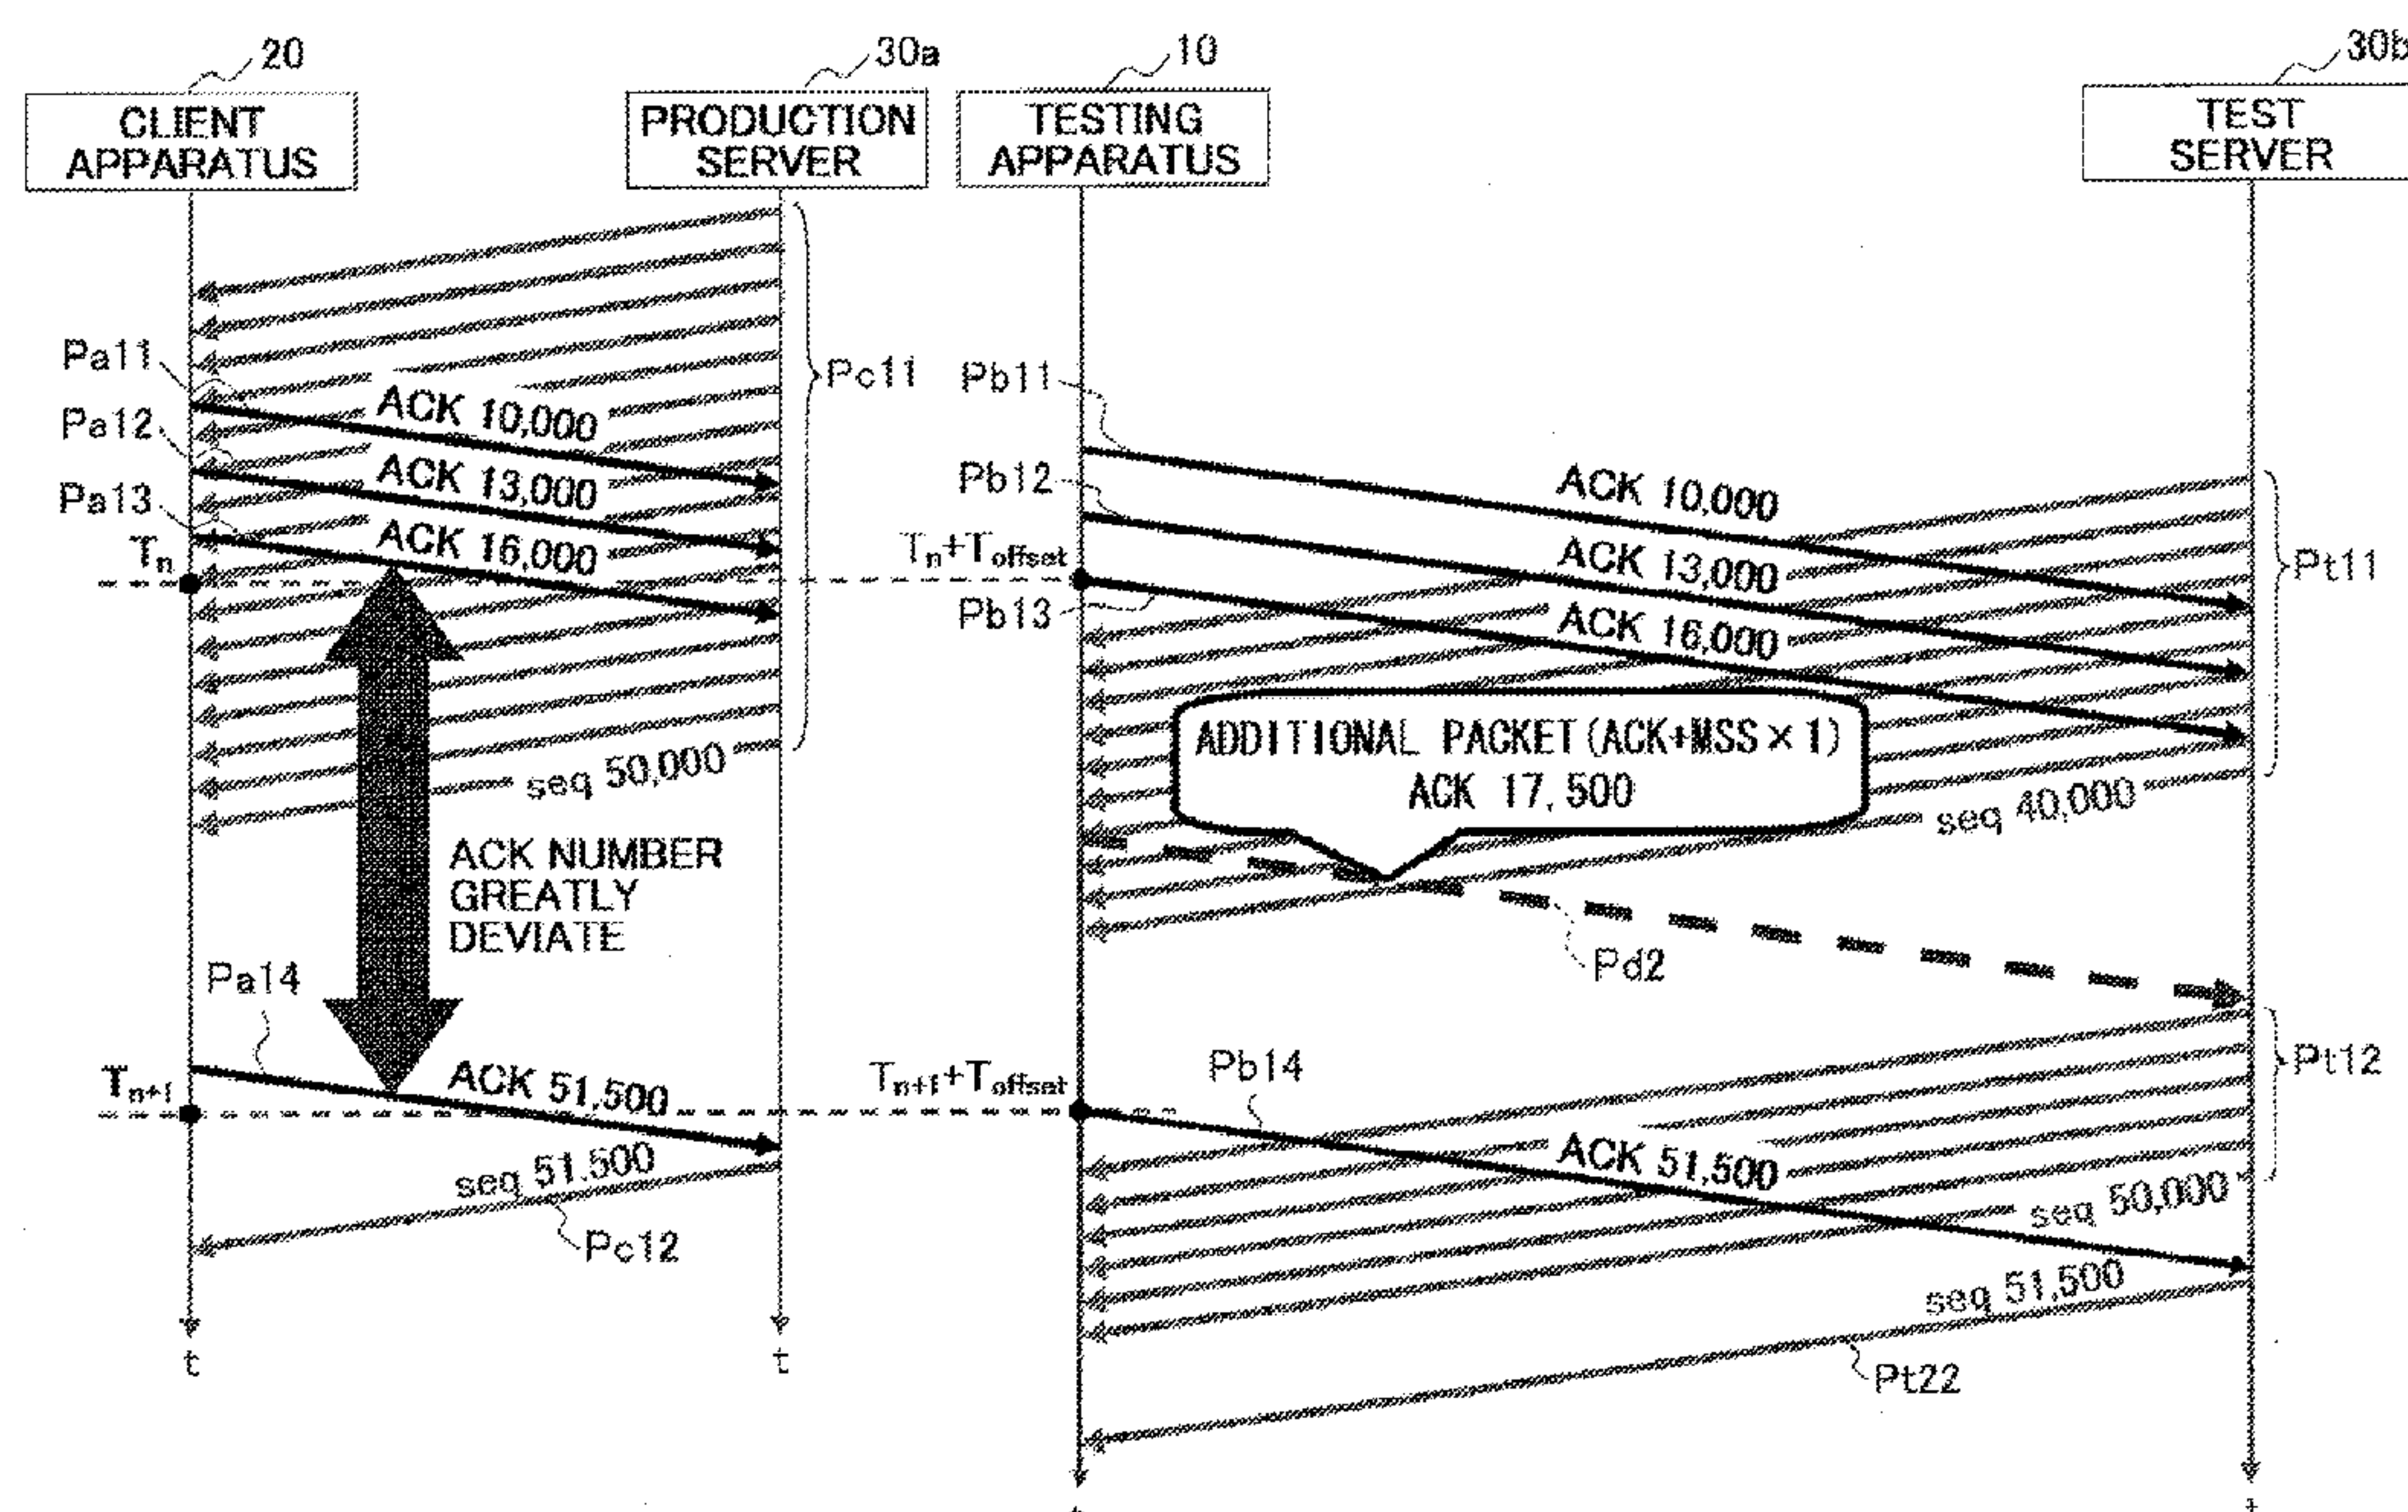 20
30a
10
30b
CLIENT
APPARATUS
PRODUCTION
SERVER
TESTING
APPARATUS
TEST
SERVER
Pa11
Pa12
Pa13
Tn
ACK 10,000
ACK 13,000
ACK 16,000
Pc11
seq 50,000
ACK NUMBER
GREATLY
DEVIATE
Pa14
Tn+1
ACK 51,500
seq 51,500
Pc12
t
t
Pb11
Pb12
Tn+Toffset
Pb13
ACK 10,000
ACK 13,000
ACK 16,000
Pt11
ADDITIONAL PACKET(ACK+MSS×1)
ACK 17,500
seq 40,000
Pd2
Tn+1+Toffset
Pb14
Pt12
ACK 51,500
seq 50,000
seq 51,500
Pt22